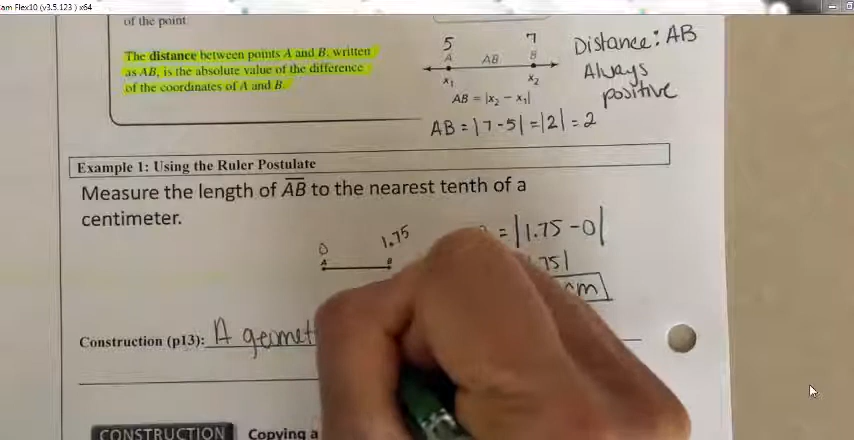 am Flex10 (v3.5.123 ) x64
of the point
The distance between points A and B, written
as AB, is the absolute value of the difference
of the coordinates of A and B.
5 7
A AB B
x1 x2
AB = |x2 − x1|
AB = |7-5| = |2| = 2
Distance: AB
Always
positive
Example 1: Using the Ruler Postulate
Measure the length of AB to the nearest tenth of a
centimeter.
0 1.75
A B
= |1.75 - 0|
75|
cm
Construction (p13): A geomet
CONSTRUCTION Copying a